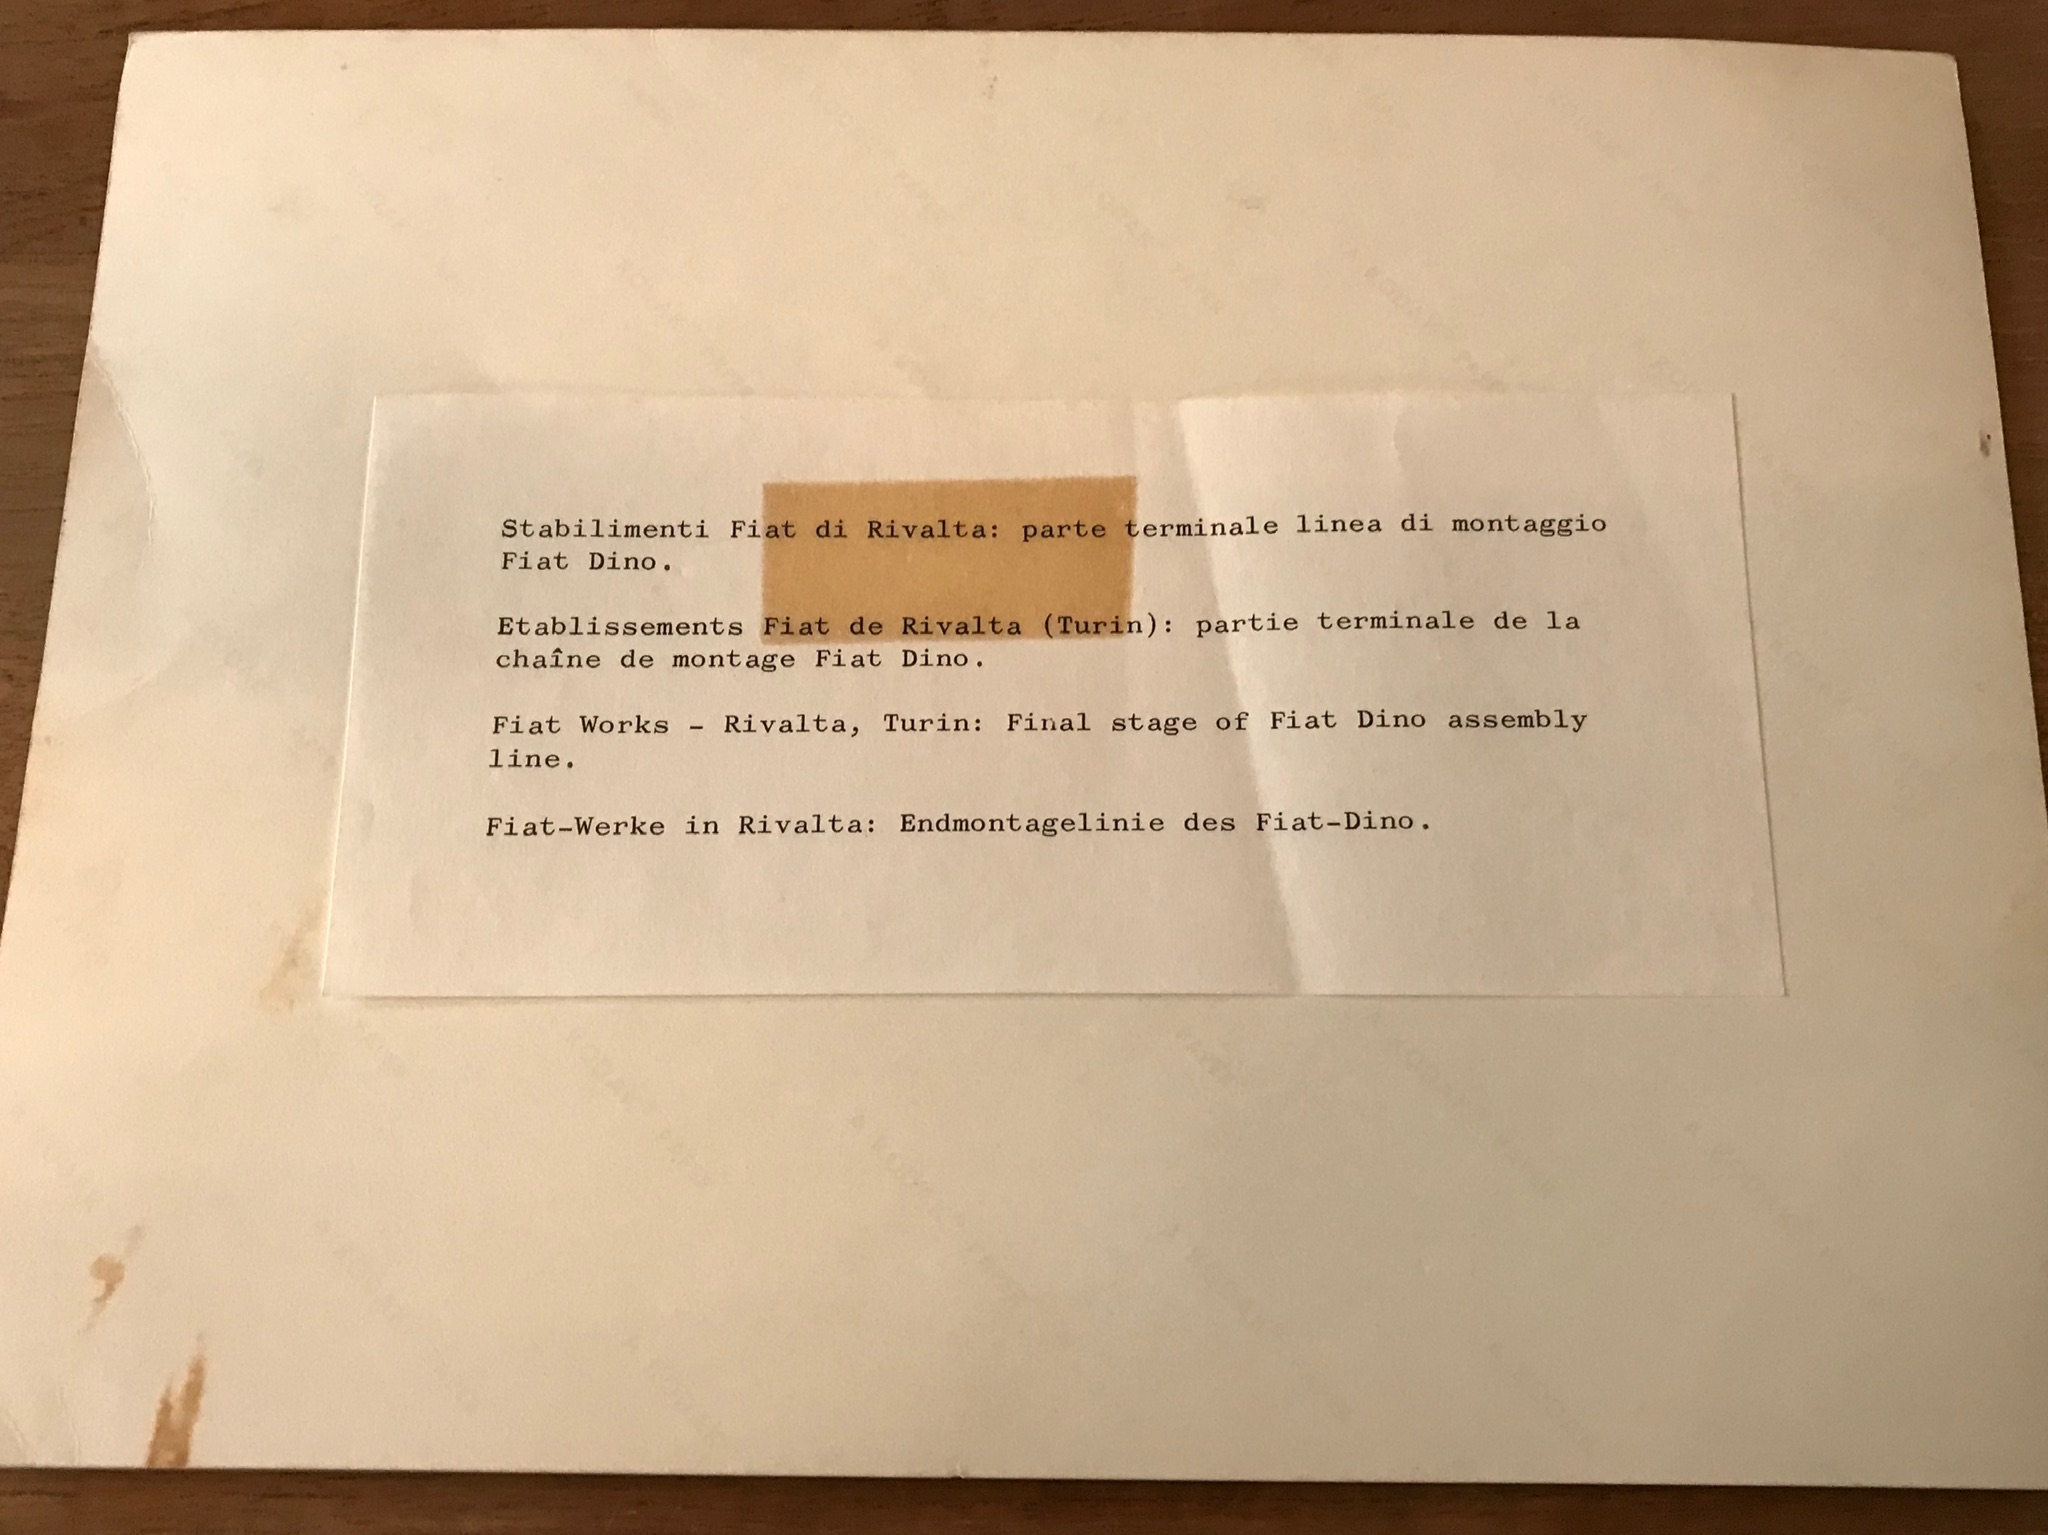 Stabilimenti Fiat di Rivalta: parte terminale linea di montaggio
Fiat Dino.
Etablissements Fiat de Rivalta (Turin): partie terminale de la
chaîne de montage Fiat Dino.
Fiat Works - Rivalta, Turin: Final stage of Fiat Dino assembly
line.
Fiat-Werke in Rivalta: Endmontagelinie des Fiat-Dino.